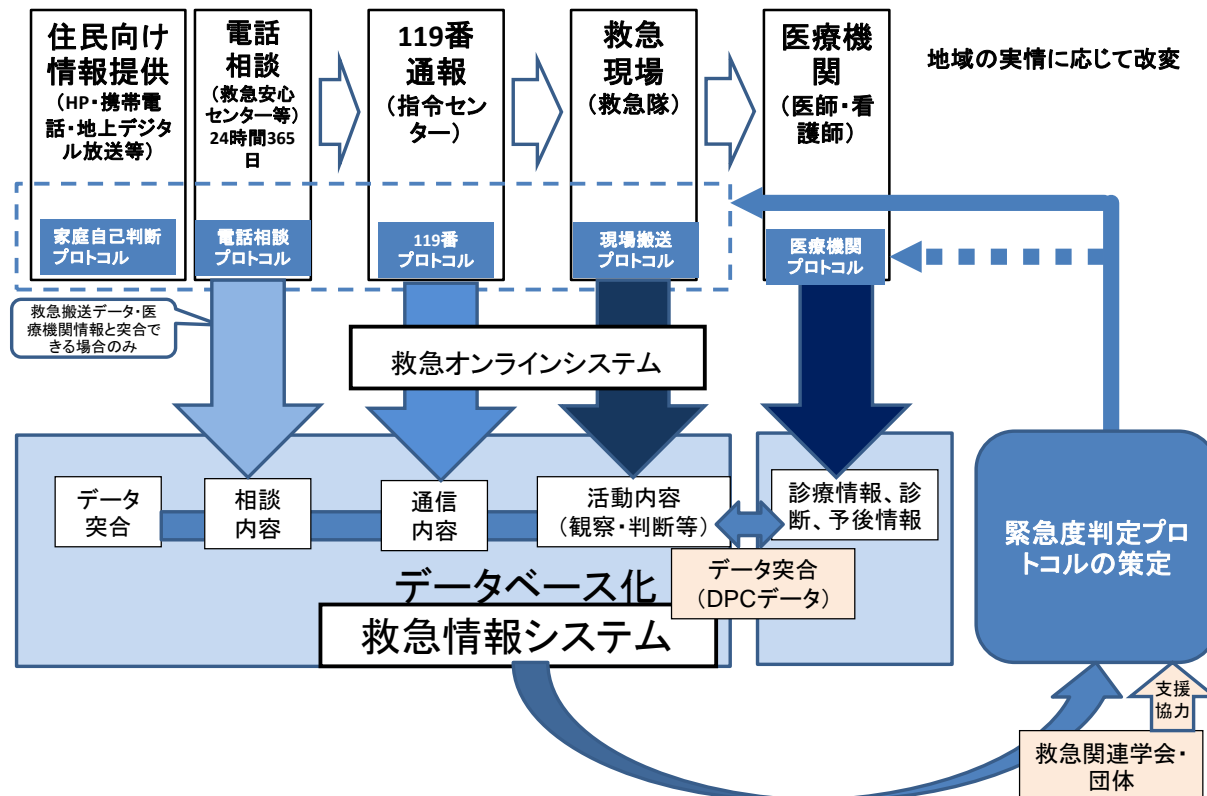 住民向け
情報提供
（HP・携帯電
話・地上デジタ
ル放送等）
家庭自己判断
プロトコル
電話
相談
（救急安心
センター等）
24時間365
日
電話相談
プロトコル
119番
通報
（指令セン
ター）
119番
プロトコル
救急
現場
（救急隊）
現場搬送
プロトコル
医療機
関
（医師・看
護師）
医療機関
プロトコル
地域の実情に応じて改変
救急搬送データ・医
療機関情報と突合で
きる場合のみ
救急オンラインシステム
データ
突合
相談
内容
通信
内容
活動内容
（観察・判断等）
診療情報、診
断、予後情報
データ突合
（DPCデータ）
データベース化
救急情報システム
緊急度判定プロ
トコルの策定
支援
協力
救急関連学会・
団体